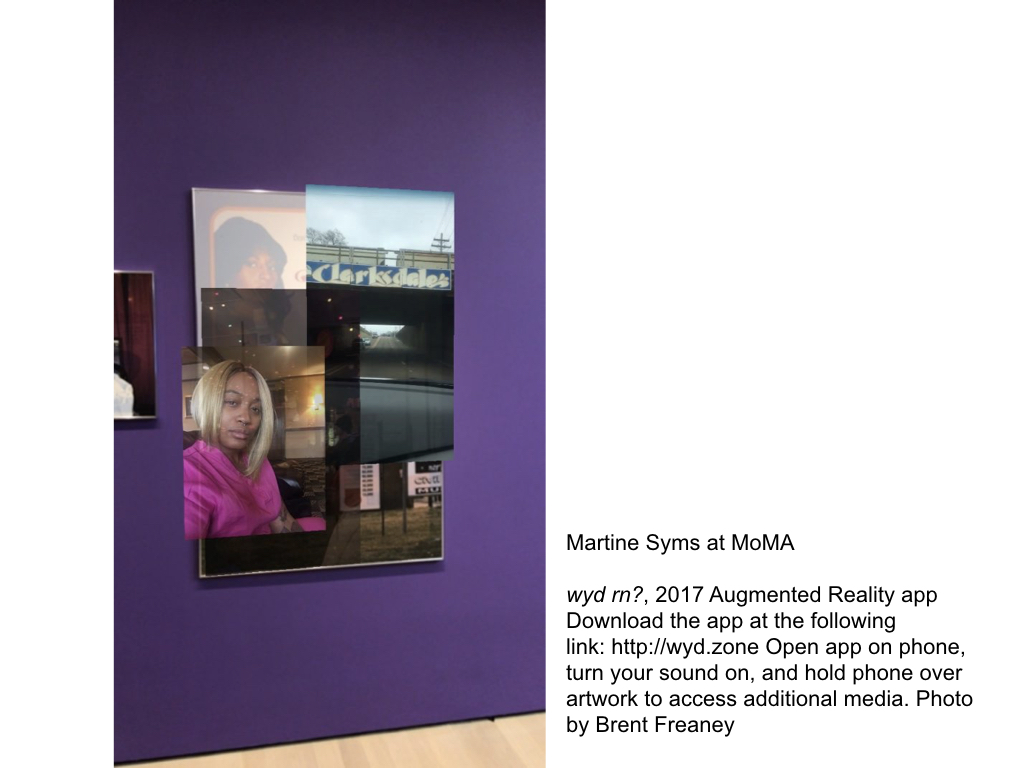 Clarksdale
Martine Syms at MoMA
wyd rn?, 2017 Augmented Reality app
Download the app at the following
link: http://wyd.zone Open app on phone,
turn your sound on, and hold phone over
artwork to access additional media. Photo
by Brent Freaney